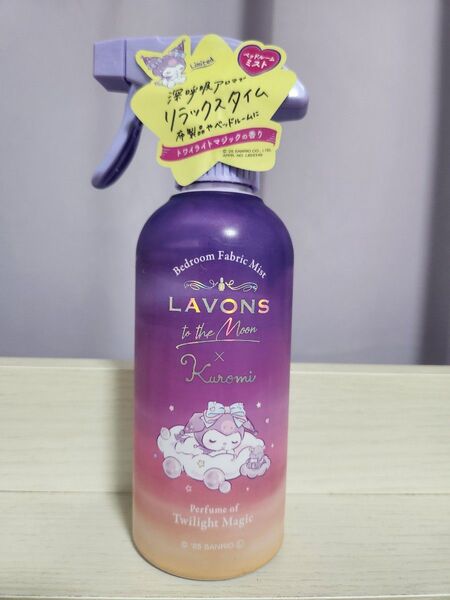 Limited
ベッドルーム
ミスト
深呼吸アロマで
リラックスタイム
布製品やベッドルームに
トワイライトマジックの香り
Bedroom Fabric Mist
LAVONS
to the Moon
×
Kuromi
Perfume of
Twilight Magic
© '25 SANRIO Ⓛ